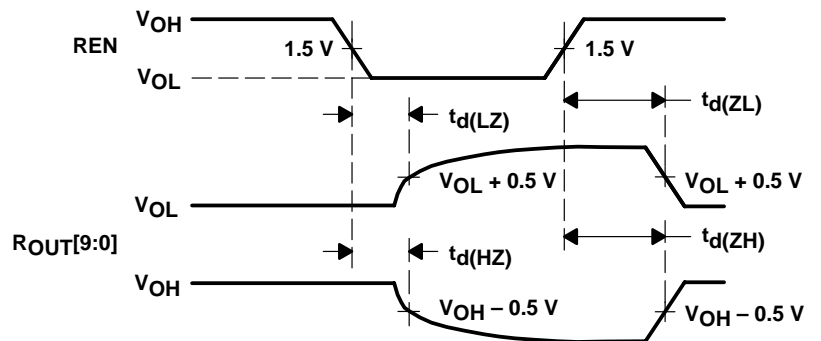 VOH
REN
1.5 V
1.5 V
VOL
td(LZ)
td(ZL)
VOL + 0.5 V
VOL + 0.5 V
VOL
ROUT[9:0]
td(HZ)
td(ZH)
VOH
VOH – 0.5 V
VOH – 0.5 V